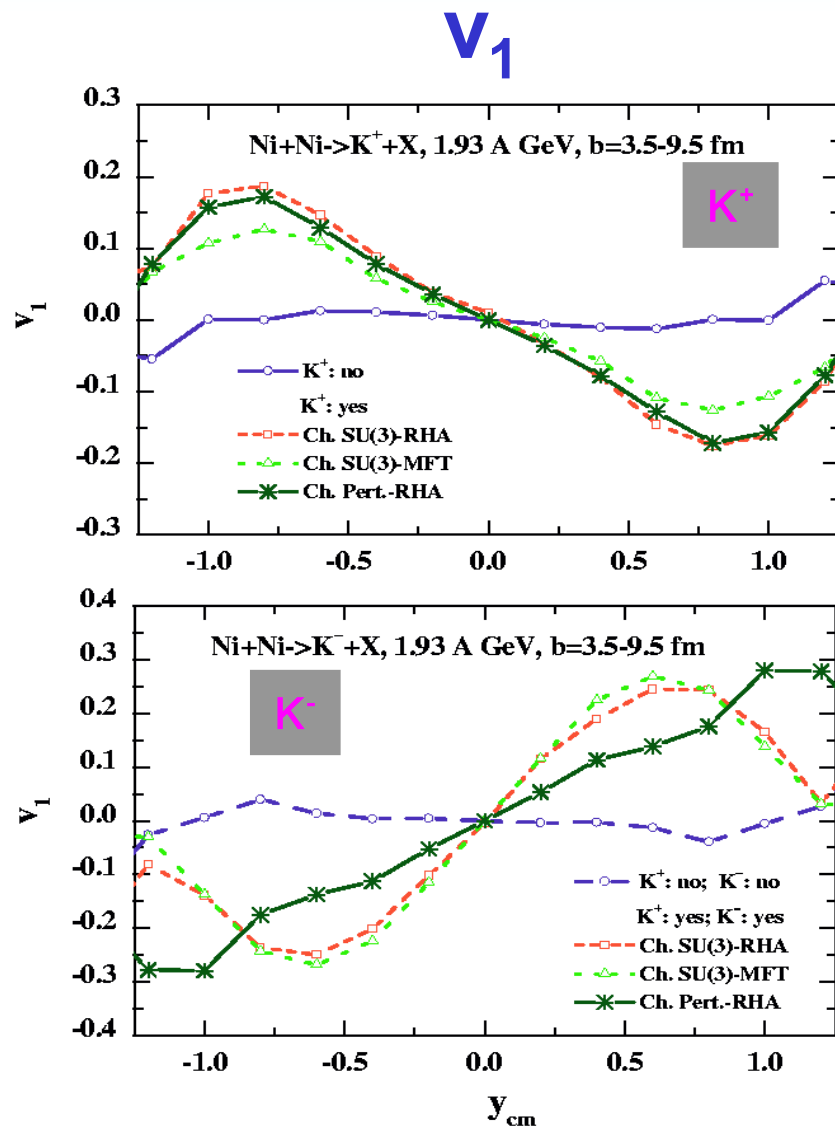 v₁
0.3
0.2
0.1
0.0
-0.1
-0.2
-0.3
v₁
Ni+Ni->K⁺+X, 1.93 A GeV, b=3.5-9.5 fm
K⁺
K⁺: no
K⁺: yes
Ch. SU(3)-RHA
Ch. SU(3)-MFT
Ch. Pert.-RHA
-1.0 -0.5 0.0 0.5 1.0
0.4
0.3
0.2
0.1
0.0
-0.1
-0.2
-0.3
-0.4
v₁
Ni+Ni->K⁻+X, 1.93 A GeV, b=3.5-9.5 fm
K⁻
K⁺: no; K⁻: no
K⁺: yes; K⁻: yes
Ch. SU(3)-RHA
Ch. SU(3)-MFT
Ch. Pert.-RHA
-1.0 -0.5 0.0 0.5 1.0
y_cm